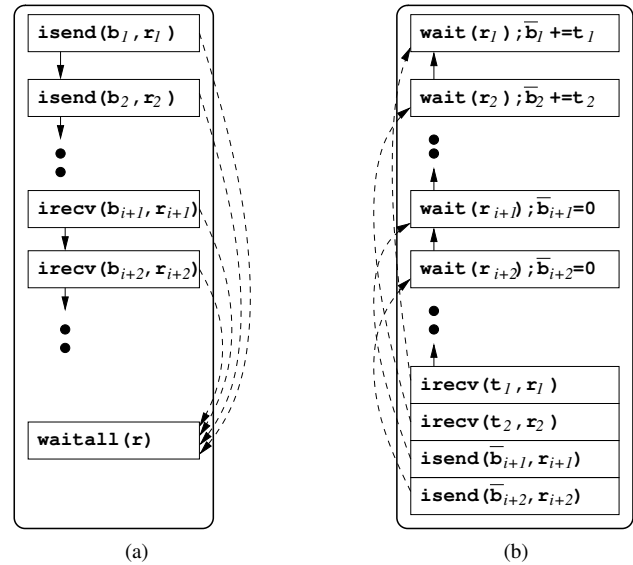 isend(b1,r1)
isend(b2,r2)
irecv(bi+1,ri+1)
irecv(bi+2,ri+2)
waitall(r)
(a)
wait(r1);b̅1+=t1
wait(r2);b̅2+=t2
wait(ri+1);b̅i+1=0
wait(ri+2);b̅i+2=0
irecv(t1,r1)
irecv(t2,r2)
isend(b̅i+1,ri+1)
isend(b̅i+2,ri+2)
(b)